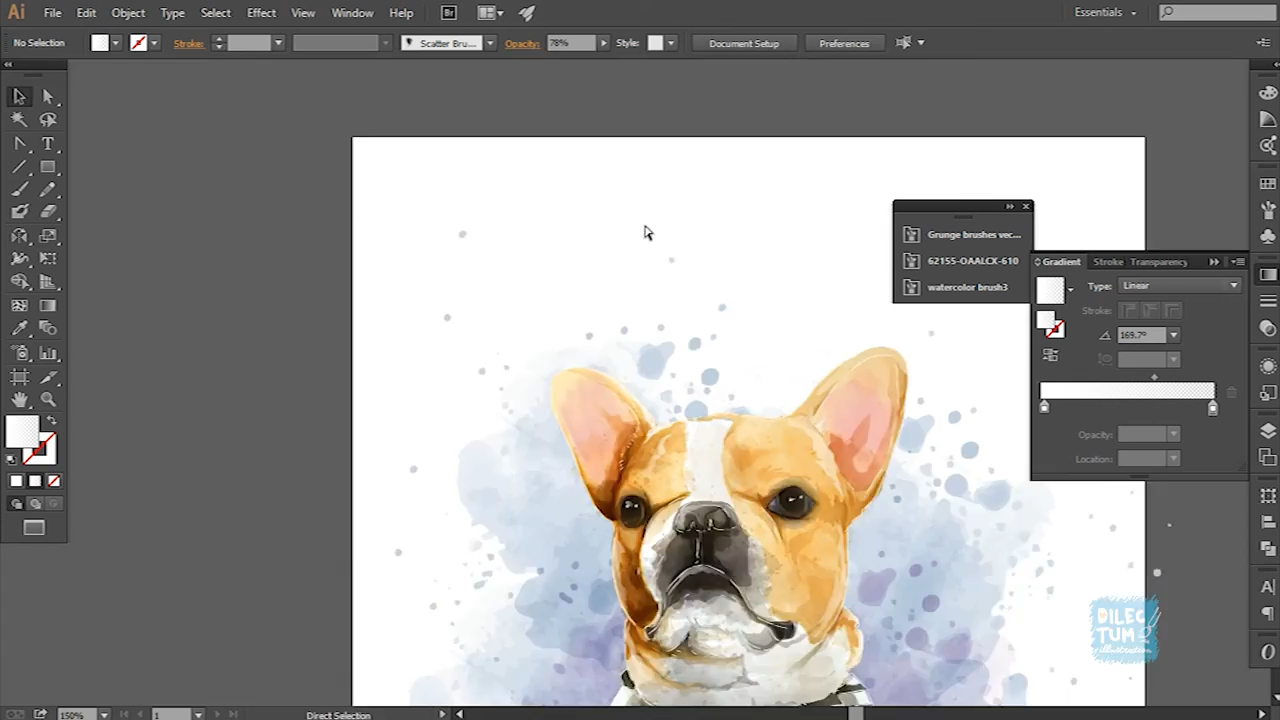 Ai File Edit Object Type Select Effect View Window Help Br Essentials
No Selection Stroke: Scatter Bru... Opacity: 78% Style: Document Setup Preferences
Grunge brushes vec...
62155-OAALCX-610
watercolor brush3
Gradient Stroke Transparency
Type: Linear
Stroke:
169.7°
Opacity:
Location:
DILEC
TUM
illustration
150% 1 Direct Selection